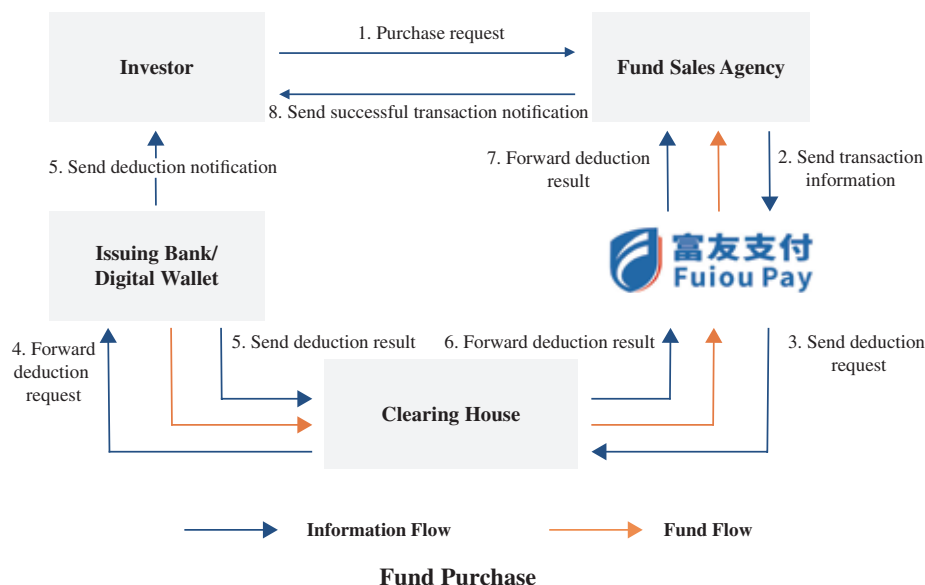 1. Purchase request
Investor
Fund Sales Agency
8. Send successful transaction notification
5. Send deduction notification
7. Forward deduction
result
2. Send transaction
information
Issuing Bank/
Digital Wallet
富友支付
Fuiou Pay
4. Forward
deduction
request
5. Send deduction result
6. Forward deduction result
3. Send deduction
request
Clearing House
Information Flow
Fund Flow
Fund Purchase